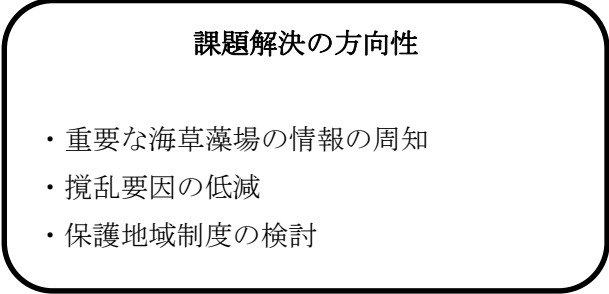 課題解決の方向性
・重要な海草藻場の情報の周知
・撹乱要因の低減
・保護地域制度の検討